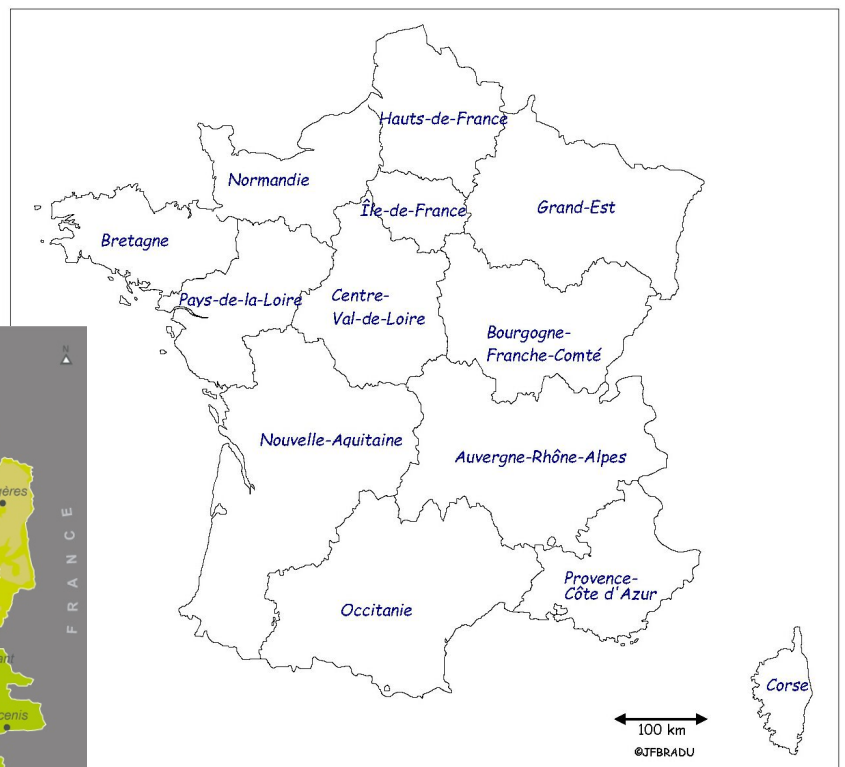 Hauts-de-France
Normandie
Île-de-France
Grand-Est
Bretagne
Pays-de-la-Loire
Centre-
Val-de-Loire
Bourgogne-
Franche-Comté
Nouvelle-Aquitaine
Auvergne-Rhône-Alpes
Provence-
Côte d'Azur
Occitanie
Corse
100 km
©JFBRADU
N
FRANCE